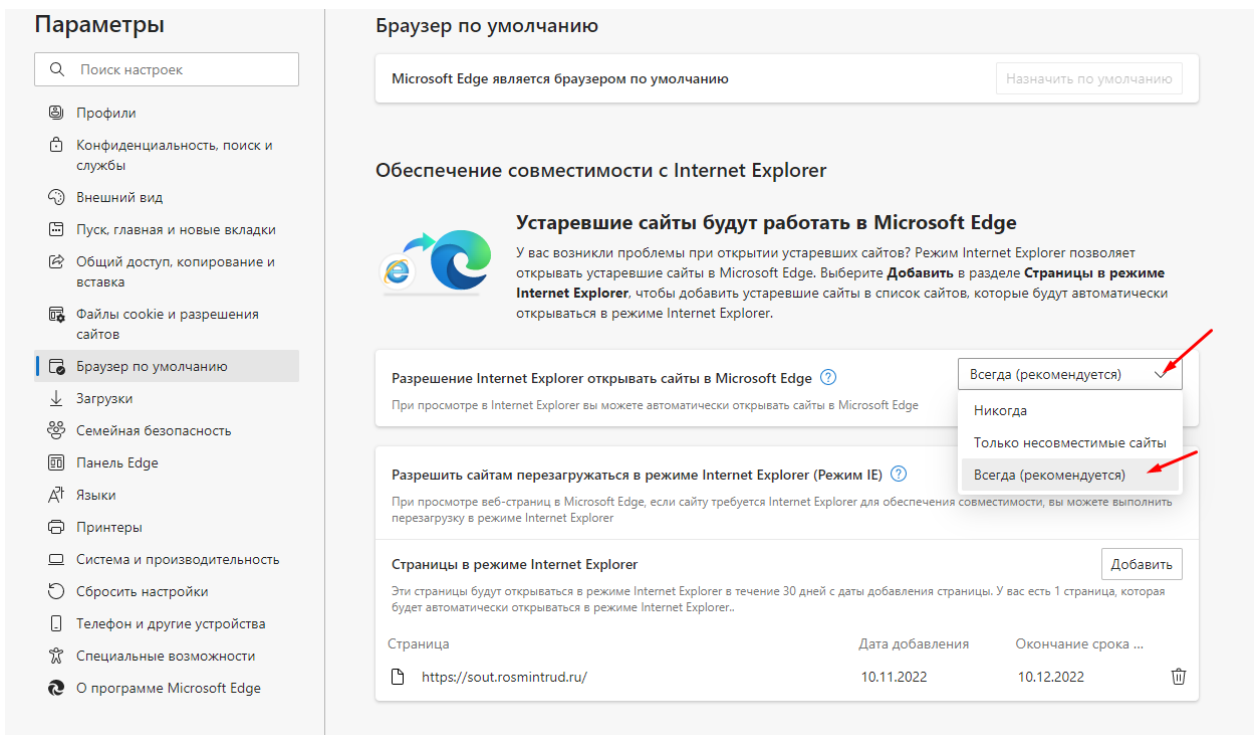 Параметры
Поиск настроек
Профили
Конфиденциальность, поиск и
службы
Внешний вид
Пуск, главная и новые вкладки
Общий доступ, копирование и
вставка
Файлы cookie и разрешения
сайтов
Браузер по умолчанию
Загрузки
Семейная безопасность
Панель Edge
Языки
Принтеры
Система и производительность
Сбросить настройки
Телефон и другие устройства
Специальные возможности
О программе Microsoft Edge
Браузер по умолчанию
Microsoft Edge является браузером по умолчанию
Назначить по умолчанию
Обеспечение совместимости с Internet Explorer
Устаревшие сайты будут работать в Microsoft Edge
У вас возникли проблемы при открытии устаревших сайтов? Режим Internet Explorer позволяет
открывать устаревшие сайты в Microsoft Edge. Выберите Добавить в разделе Страницы в режиме
Internet Explorer, чтобы добавить устаревшие сайты в список сайтов, которые будут автоматически
открываться в режиме Internet Explorer.
Разрешение Internet Explorer открывать сайты в Microsoft Edge ?
Всегда (рекомендуется)
При просмотре в Internet Explorer вы можете автоматически открывать сайты в Microsoft Edge
Никогда
Только несовместимые сайты
Всегда (рекомендуется)
Разрешить сайтам перезагружаться в режиме Internet Explorer (Режим IE) ?
При просмотре веб-страниц в Microsoft Edge, если сайту требуется Internet Explorer для обеспечения совместимости, вы можете выполнить
перезагрузку в режиме Internet Explorer
Страницы в режиме Internet Explorer
Добавить
Эти страницы будут открываться в режиме Internet Explorer в течение 30 дней с даты добавления страницы. У вас есть 1 страница, которая
будет автоматически открываться в режиме Internet Explorer..
Страница Дата добавления Окончание срока ...
https://sout.rosmintrud.ru/ 10.11.2022 10.12.2022